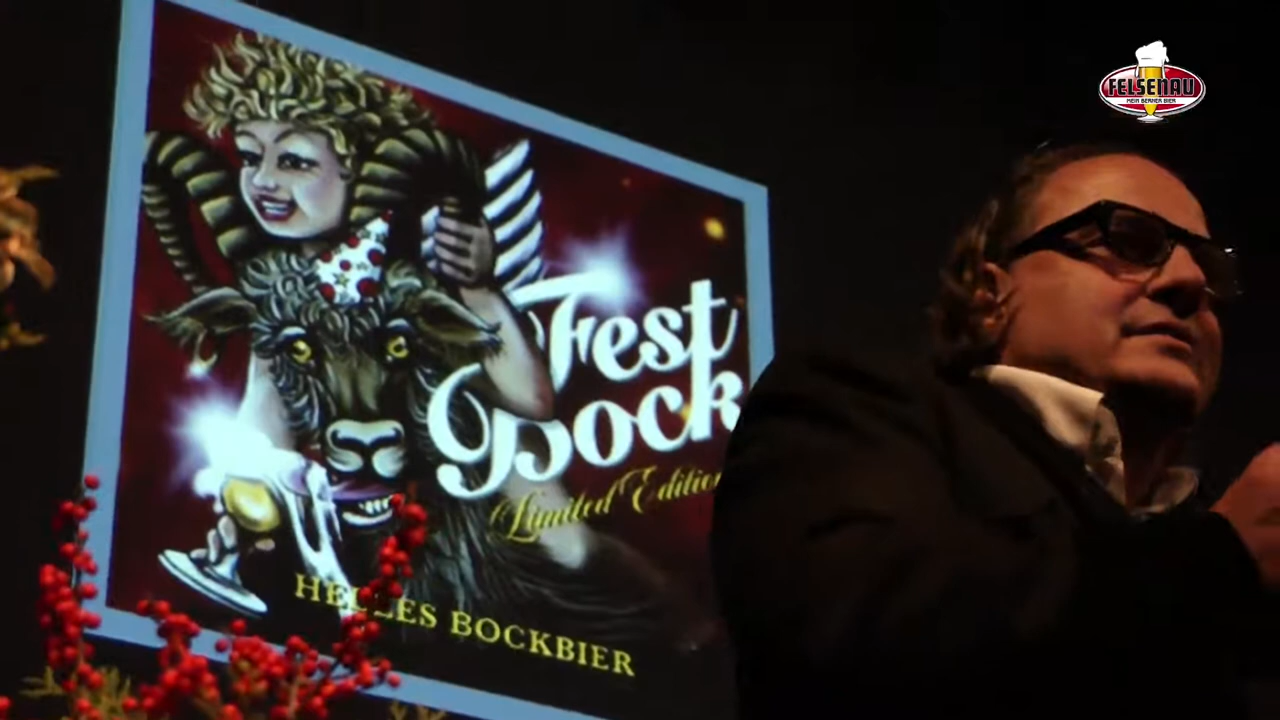 FELSENAU
MEIN BERNER BIER
Fest
Bock
Limited Edition
HELLES BOCKBIER